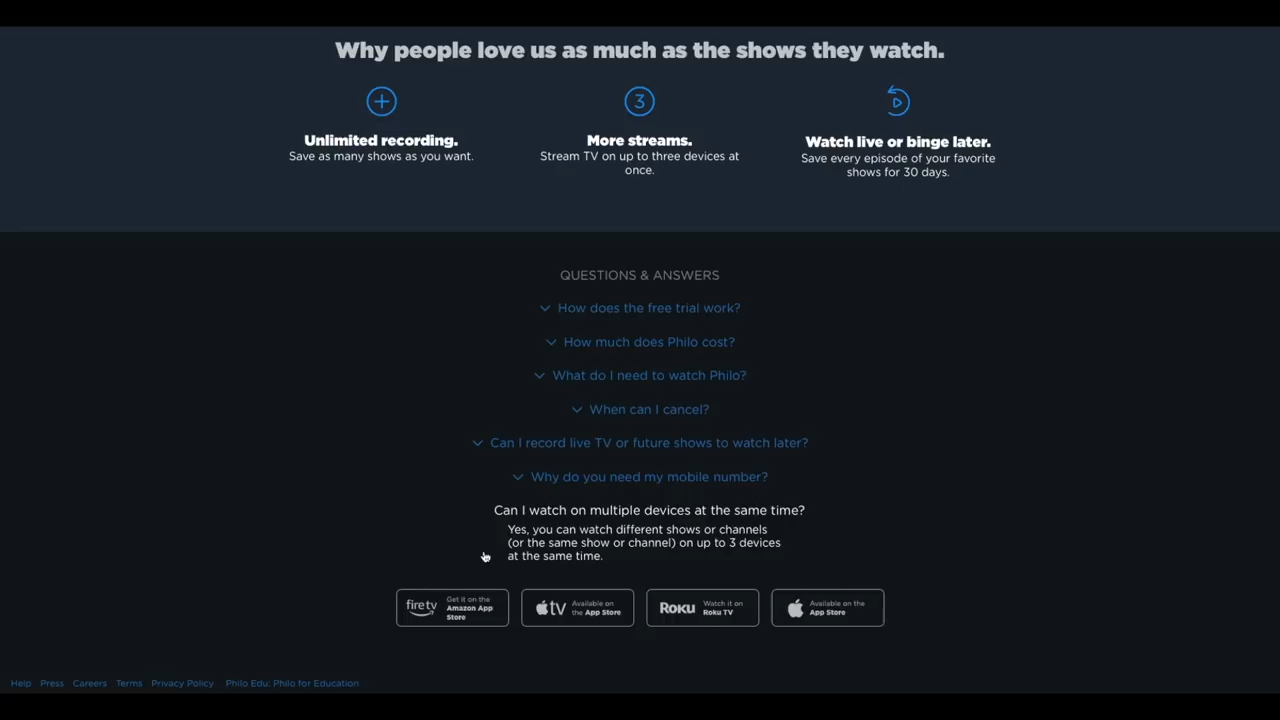 Why people love us as much as the shows they watch.
3
Unlimited recording.
Save as many shows as you want.
More streams.
Stream TV on up to three devices at
once.
Watch live or binge later.
Save every episode of your favorite
shows for 30 days.
QUESTIONS & ANSWERS
How does the free trial work?
How much does Philo cost?
What do I need to watch Philo?
When can I cancel?
Can I record live TV or future shows to watch later?
Why do you need my mobile number?
Can I watch on multiple devices at the same time?
Yes, you can watch different shows or channels
(or the same show or channel) on up to 3 devices
at the same time.
fire tv
Get it on the
Amazon App
Store
tv
Available on
the App Store
Roku
Watch it on
Roku TV
Available on the
App Store
Help Press Careers Terms Privacy Policy Philo Edu: Philo for Education